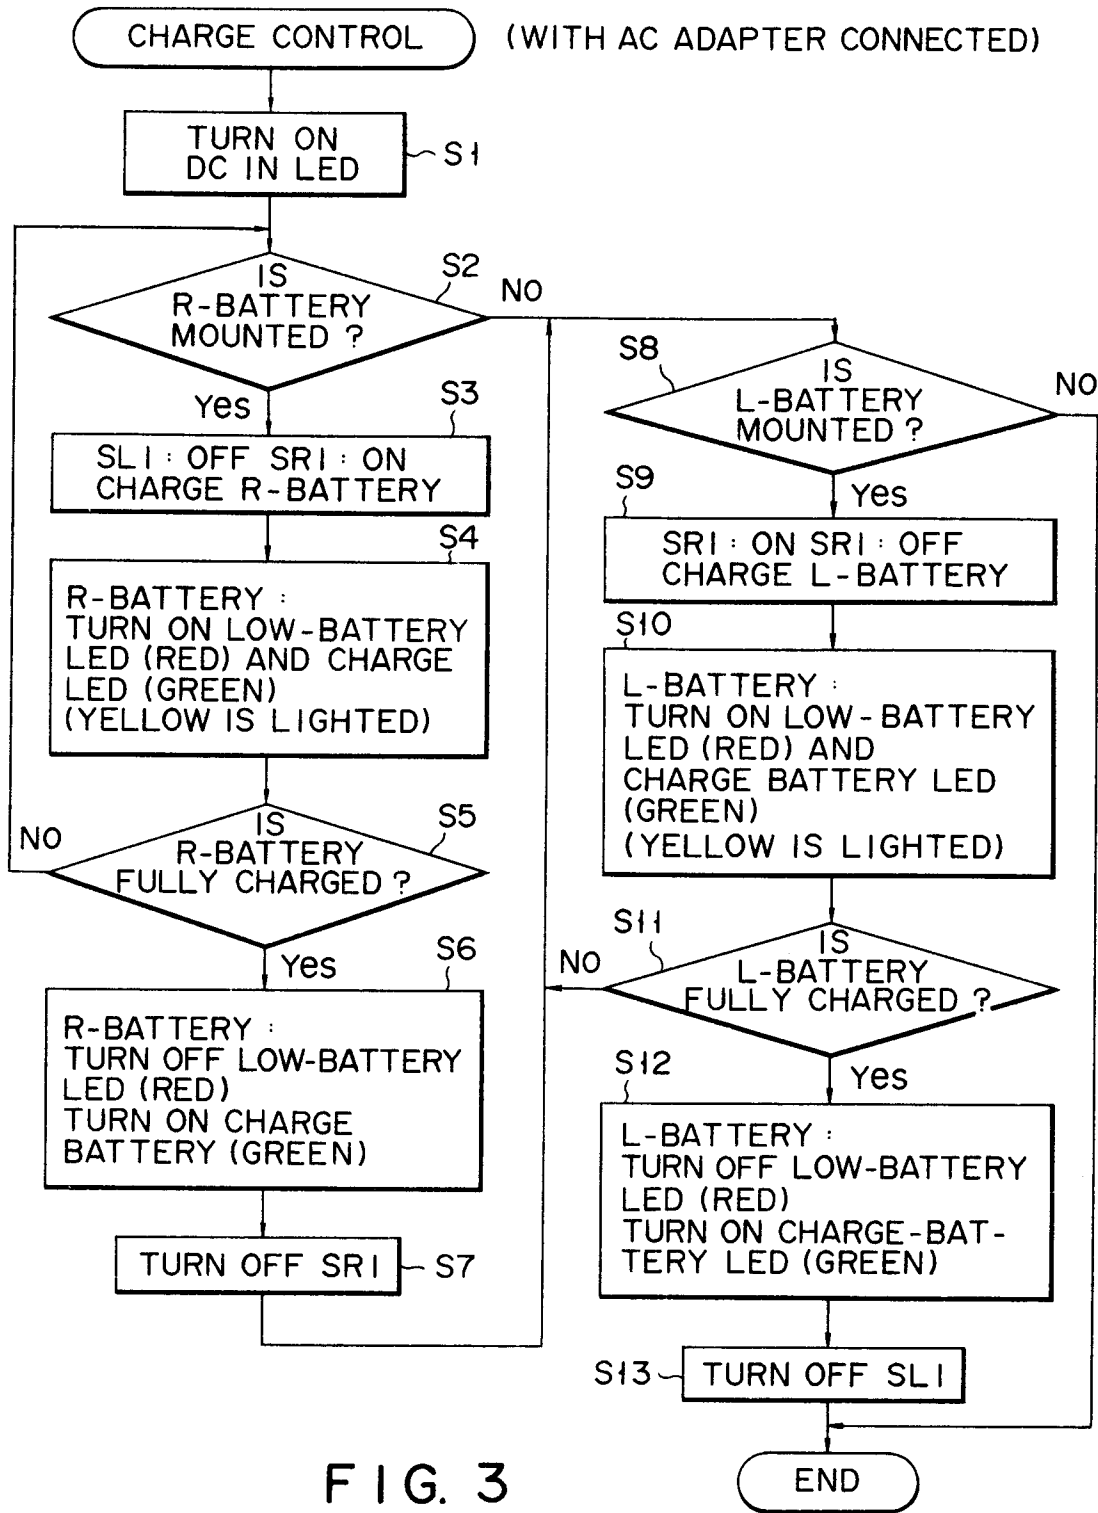 CHARGE CONTROL (WITH AC ADAPTER CONNECTED)
TURN ON
DC IN LED
S1
IS
R-BATTERY
MOUNTED ?
S2
NO
Yes
S3
SL1 : OFF SR1 : ON
CHARGE R-BATTERY
S4
R-BATTERY :
TURN ON LOW-BATTERY
LED (RED) AND CHARGE
LED (GREEN)
(YELLOW IS LIGHTED)
IS
R-BATTERY
FULLY CHARGED ?
S5
NO
Yes
S6
R-BATTERY :
TURN OFF LOW-BATTERY
LED (RED)
TURN ON CHARGE
BATTERY (GREEN)
TURN OFF SR1
S7
S8
IS
L-BATTERY
MOUNTED ?
NO
Yes
S9
SR1 : ON SR1 : OFF
CHARGE L-BATTERY
S10
L-BATTERY :
TURN ON LOW-BATTERY
LED (RED) AND
CHARGE BATTERY LED
(GREEN)
(YELLOW IS LIGHTED)
S11
IS
L-BATTERY
FULLY CHARGED ?
NO
Yes
S12
L-BATTERY :
TURN OFF LOW-BATTERY
LED (RED)
TURN ON CHARGE-BAT-
TERY LED (GREEN)
S13
TURN OFF SL1
END
FIG. 3